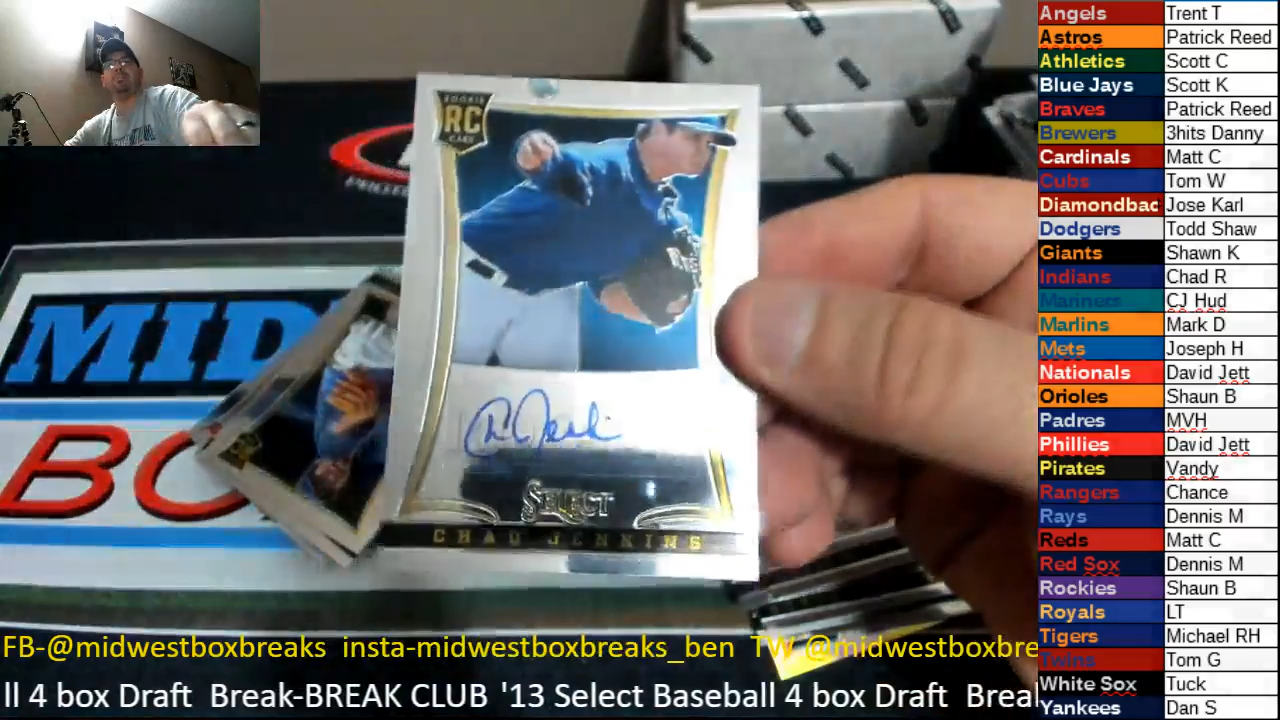 ROOKIE
RC
CARD
SELECT
CHAD JENKINS
MID
BO
FB-@midwestboxbreaks insta-midwestboxbreaks_ben TW @midwestboxbre
ll 4 box Draft Break-BREAK CLUB '13 Select Baseball 4 box Draft Brea
Angels Trent T
Astros Patrick Reed
Athletics Scott C
Blue Jays Scott K
Braves Patrick Reed
Brewers 3hits Danny
Cardinals Matt C
Cubs Tom W
Diamondbac Jose Karl
Dodgers Todd Shaw
Giants Shawn K
Indians Chad R
Mariners CJ Hud
Marlins Mark D
Mets Joseph H
Nationals David Jett
Orioles Shaun B
Padres MVH
Phillies David Jett
Pirates Vandy
Rangers Chance
Rays Dennis M
Reds Matt C
Red Sox Dennis M
Rockies Shaun B
Royals LT
Tigers Michael RH
Twins Tom G
White Sox Tuck
Yankees Dan S